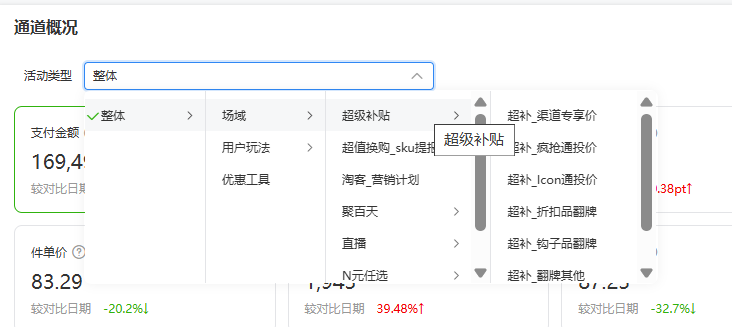 通道概况
活动类型 整体
整体 场域 超级补贴 超补_渠道专享价
支付金额
超级补贴
用户玩法 超值换购_sku提报 超补_疯抢通投价
169,49
优惠工具 淘客_营销计划 超补_Icon通投价
较对比日期 0.38pt↑
聚百天 超补_折扣品翻牌
直播 超补_钩子品翻牌
件单价
N元任选 超补_翻牌其他
83.29 1,945 67.25
较对比日期 -20.2%↓ 较对比日期 39.48%↑ 较对比日期 -32.7%↓